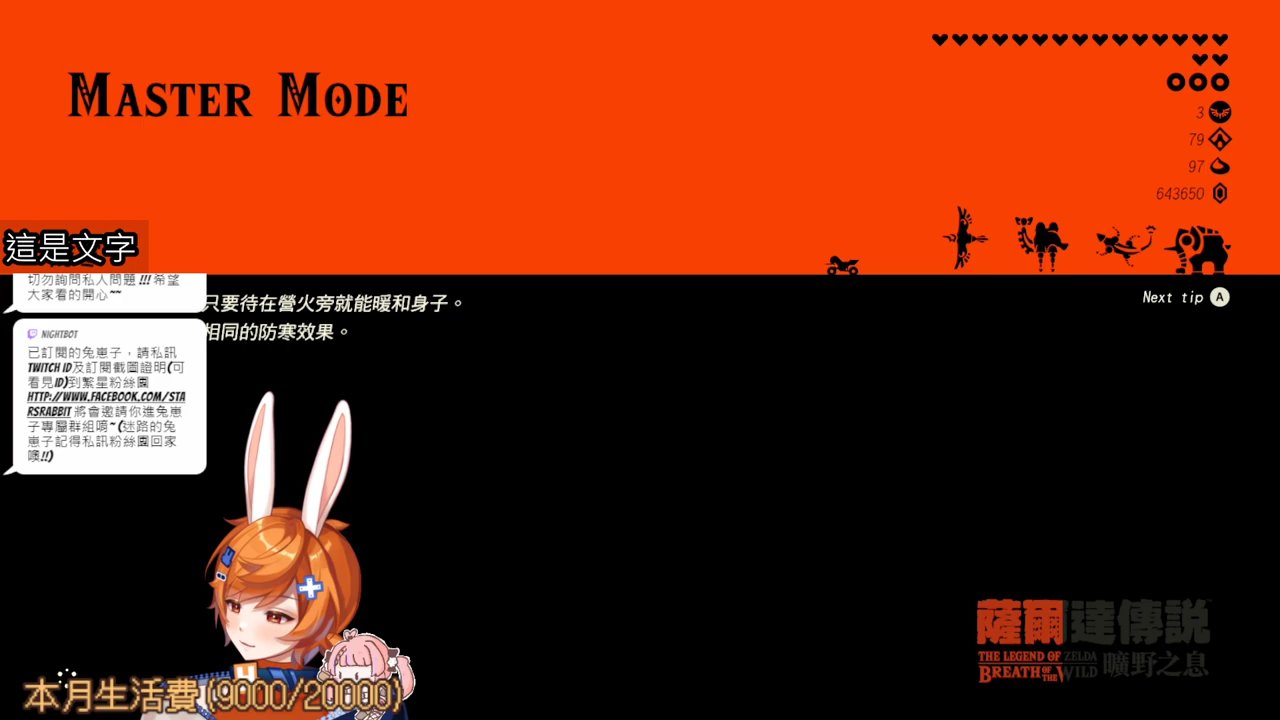 MASTER MODE
3
79
97
643650
這是文字
切勿詢問私人問題!!!希望
大家看的開心~~
只要待在營火旁就能暖和身子。
相同的防寒效果。
Next tip A
NIGHTBOT
已訂閱的兔崽子,請私訊
TWITCH ID及訂閱截圖證明(可
看見ID)到繁星粉絲團
HTTP://WWW.FACEBOOK.COM/STA
RSRABBIT 將會邀請你進兔崽
子專屬群組唷~(迷路的兔
崽子記得私訊粉絲團回家
噢!!)
薩爾達傳說
THE LEGEND OF ZELDA
BREATH OF THE WILD 曠野之息
本月生活費(9000/20000)